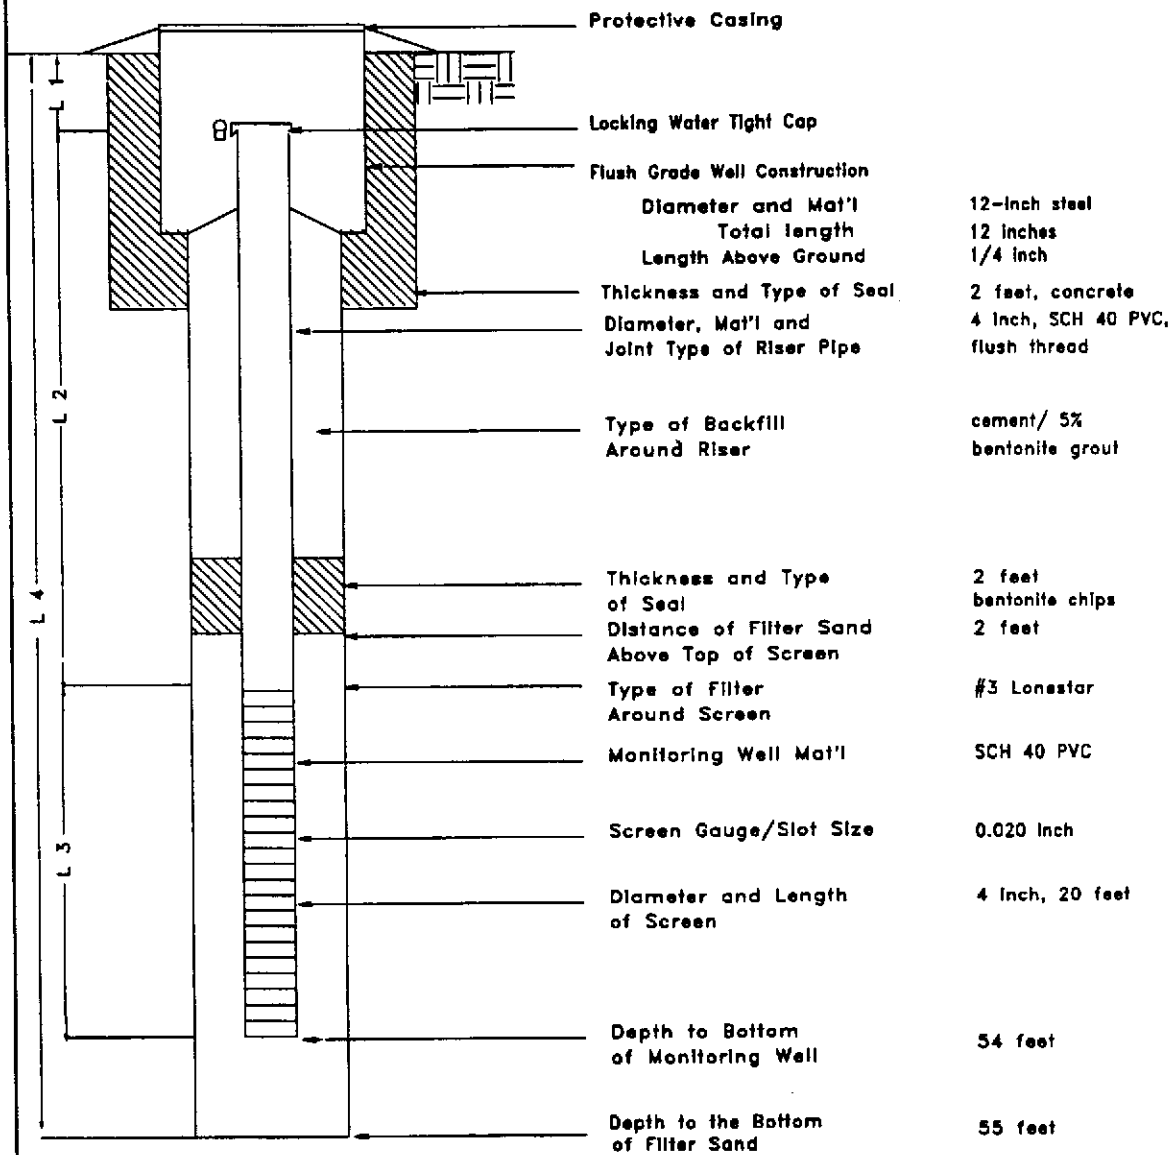 Protective Casing
L 1
Locking Water Tight Cap
Flush Grade Well Construction
Diameter and Mat'l 12-inch steel
Total length 12 inches
Length Above Ground 1/4 inch
Thickness and Type of Seal 2 feet, concrete
Diameter, Mat'l and 4 inch, SCH 40 PVC,
Joint Type of Riser Pipe flush thread
L 2
Type of Backfill cement/ 5%
Around Riser bentonite grout
Thickness and Type 2 feet
of Seal bentonite chips
L 4
Distance of Filter Sand 2 feet
Above Top of Screen
Type of Filter #3 Lonestar
Around Screen
Monitoring Well Mat'l SCH 40 PVC
Screen Gauge/Slot Size 0.020 inch
L 3
Diameter and Length 4 inch, 20 feet
of Screen
Depth to Bottom 54 feet
of Monitoring Well
Depth to the Bottom 55 feet
of Filter Sand